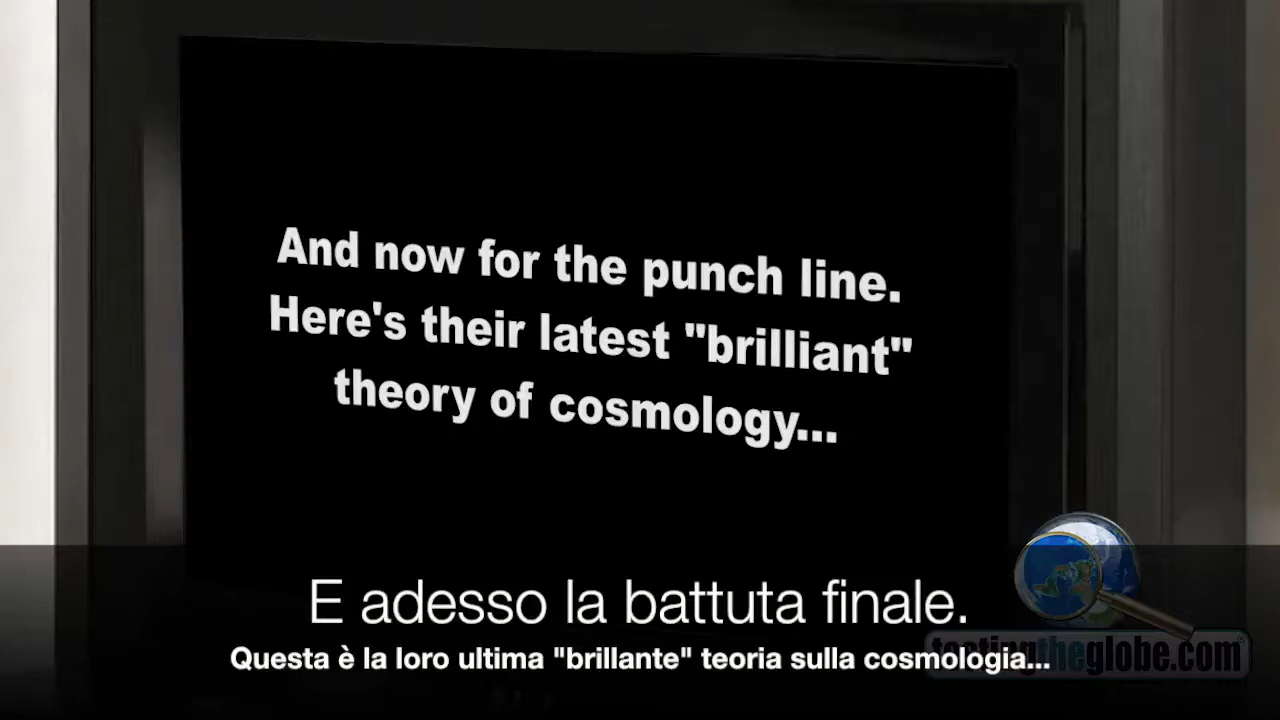 And now for the punch line.
Here's their latest "brilliant"
theory of cosmology...
E adesso la battuta finale.
Questa è la loro ultima "brillante" teoria sulla cosmologia...
testingtheglobe.com